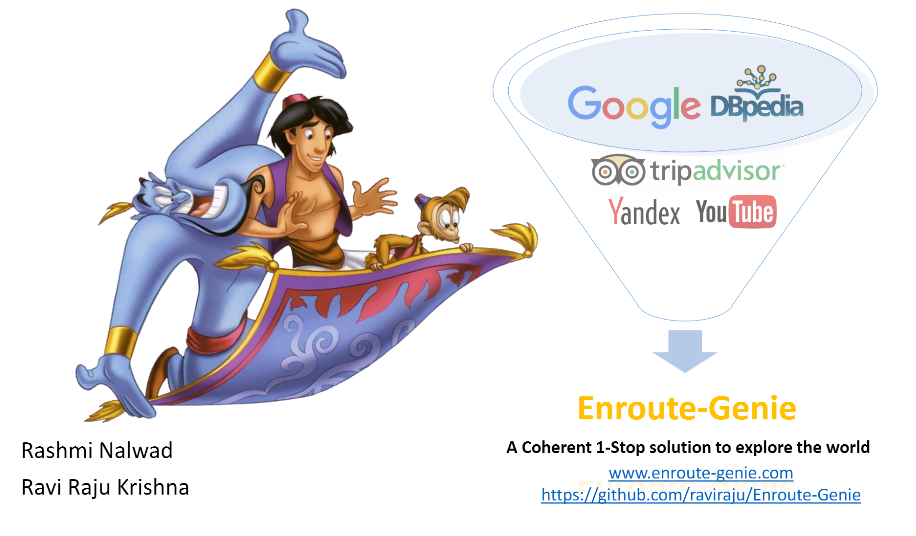 Google DBpedia
tripadvisor
Yandex YouTube
Enroute-Genie
A Coherent 1-Stop solution to explore the world
www.enroute-genie.com
https://github.com/raviraju/Enroute-Genie
Rashmi Nalwad
Ravi Raju Krishna